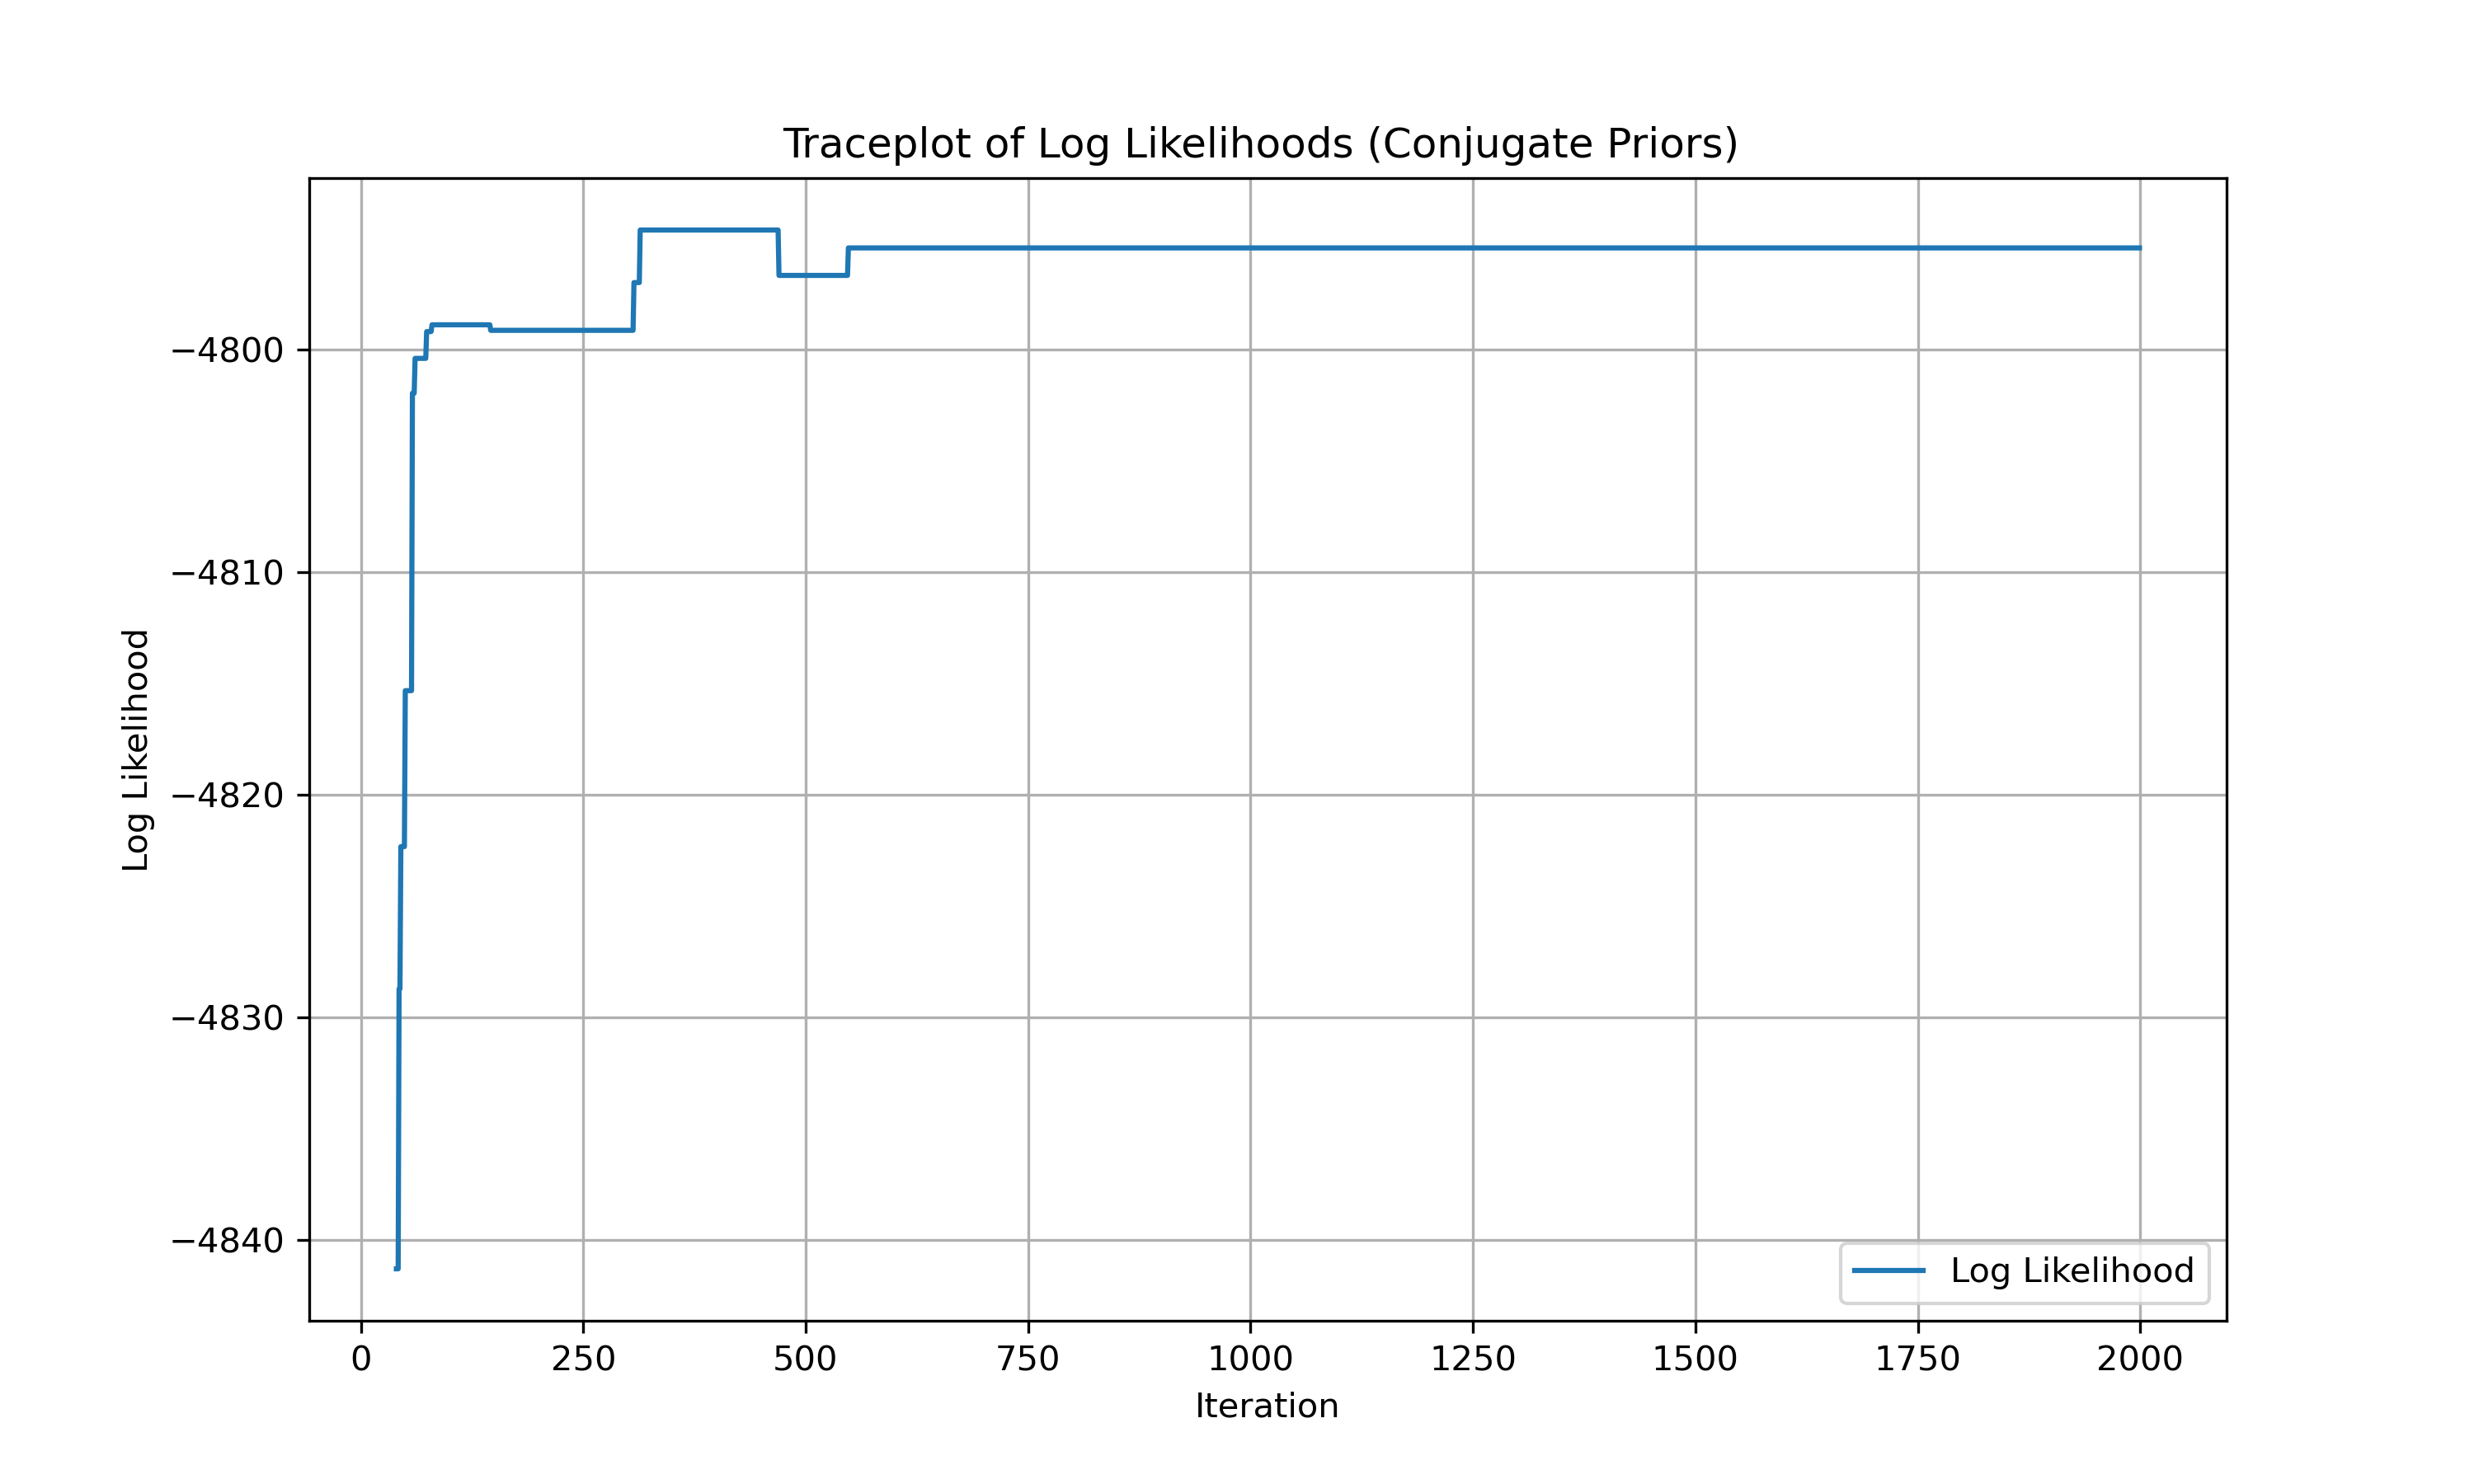 Traceplot of Log Likelihoods (Conjugate Priors)
Log Likelihood
−4800
−4810
−4820
−4830
−4840
Log Likelihood
0 250 500 750 1000 1250 1500 1750 2000
Iteration